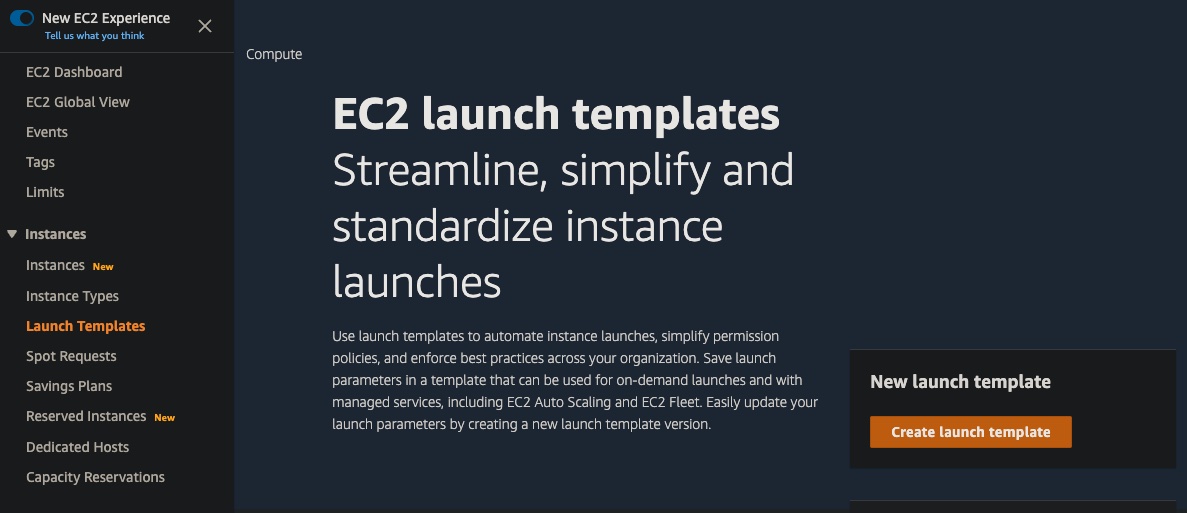 New EC2 Experience
Tell us what you think
EC2 Dashboard
EC2 Global View
Events
Tags
Limits
Instances
Instances New
Instance Types
Launch Templates
Spot Requests
Savings Plans
Reserved Instances New
Dedicated Hosts
Capacity Reservations
Compute
EC2 launch templates
Streamline, simplify and
standardize instance
launches
Use launch templates to automate instance launches, simplify permission
policies, and enforce best practices across your organization. Save launch
parameters in a template that can be used for on-demand launches and with
managed services, including EC2 Auto Scaling and EC2 Fleet. Easily update your
launch parameters by creating a new launch template version.
New launch template
Create launch template